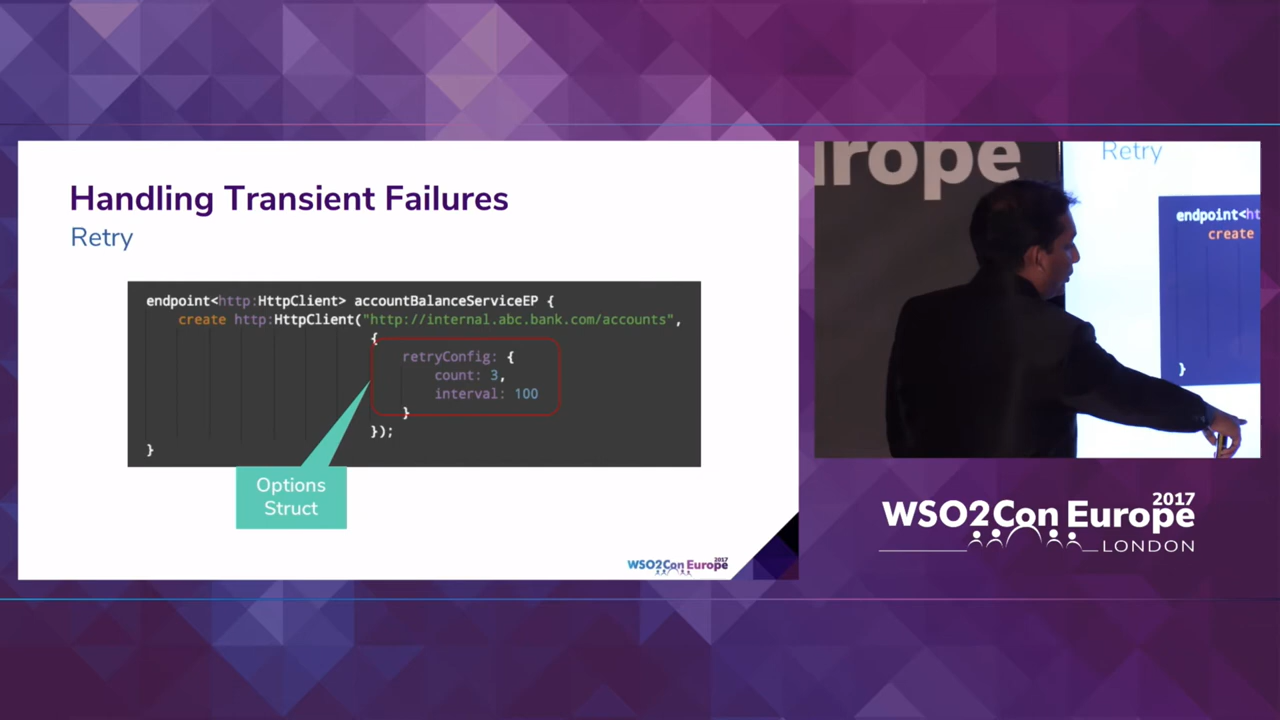 Handling Transient Failures
Retry
endpoint<http:HttpClient> accountBalanceServiceEP {
create http:HttpClient("http://internal.abc.bank.com/accounts",
{
retryConfig: {
count: 3,
interval: 100
}
});
}
Options
Struct
WSO2Con Europe 2017
urope
Retry
endpoint<ht
create
}
2017
WSO2Con Europe
LONDON